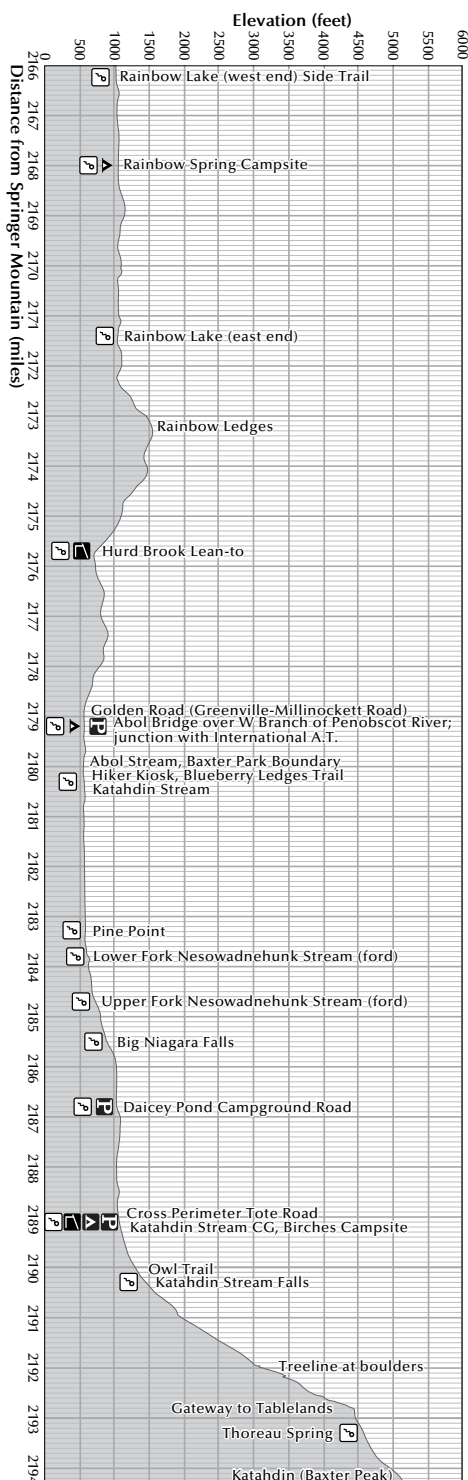 Elevation (feet)
6000
5500
5000
4500
4000
3500
3000
2500
2000
1500
1000
500
0
Distance from Springer Mountain (miles)
2166
Rainbow Lake (west end) Side Trail
2167
2168
Rainbow Spring Campsite
2169
2170
2171
Rainbow Lake (east end)
2172
2173
Rainbow Ledges
2174
2175
Hurd Brook Lean-to
2176
2177
2178
Golden Road (Greenville-Millinockett Road)
2179
P
Abol Bridge over W Branch of Penobscot River;
junction with International A.T.
Abol Stream, Baxter Park Boundary
2180
Hiker Kiosk, Blueberry Ledges Trail
Katahdin Stream
2181
2182
2183
Pine Point
Lower Fork Nesowadnehunk Stream (ford)
2184
Upper Fork Nesowadnehunk Stream (ford)
2185
Big Niagara Falls
2186
P
Daicey Pond Campground Road
2187
2188
Cross Perimeter Tote Road
2189
P
Katahdin Stream CG, Birches Campsite
2190
Owl Trail
Katahdin Stream Falls
2191
2192
Treeline at boulders
Gateway to Tablelands
2193
Thoreau Spring
2194
Katahdin (Baxter Peak)